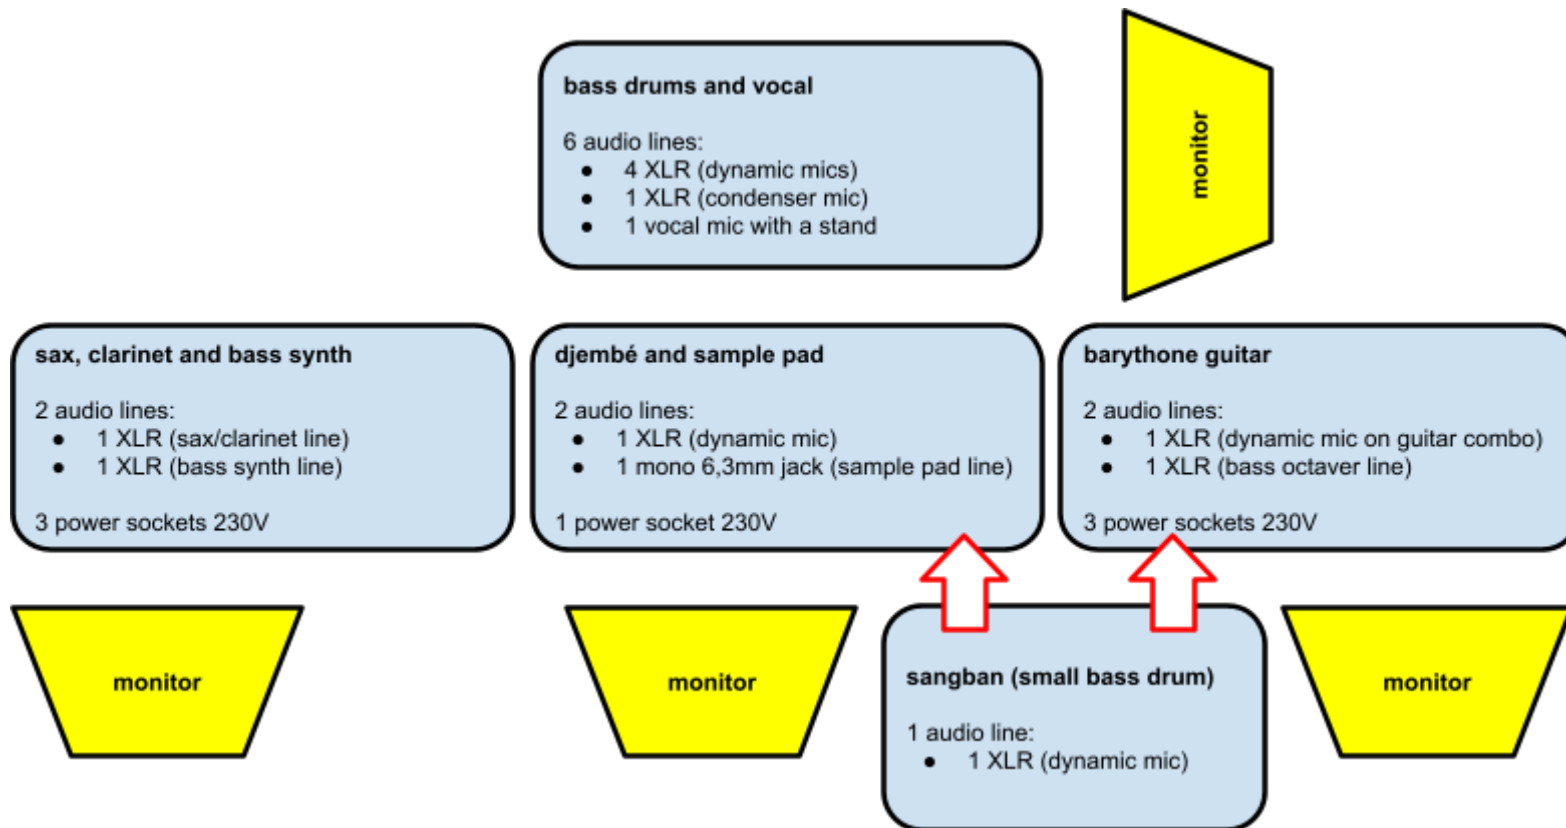 bass drums and vocal
6 audio lines:
● 4 XLR (dynamic mics)
● 1 XLR (condenser mic)
● 1 vocal mic with a stand
monitor
sax, clarinet and bass synth
2 audio lines:
● 1 XLR (sax/clarinet line)
● 1 XLR (bass synth line)
3 power sockets 230V
djembé and sample pad
2 audio lines:
● 1 XLR (dynamic mic)
● 1 mono 6,3mm jack (sample pad line)
1 power socket 230V
barythone guitar
2 audio lines:
● 1 XLR (dynamic mic on guitar combo)
● 1 XLR (bass octaver line)
3 power sockets 230V
monitor
monitor
sangban (small bass drum)
1 audio line:
● 1 XLR (dynamic mic)
monitor